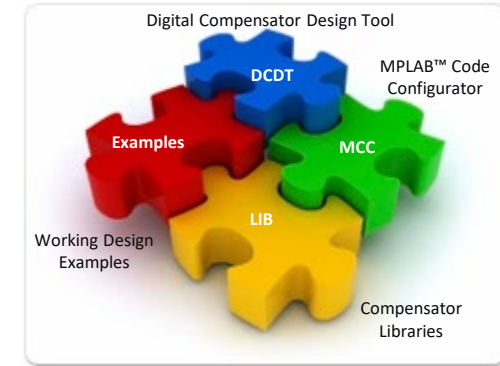 Digital Compensator Design Tool
DCDT
MPLAB™ Code
Configurator
Examples
MCC
LIB
Working Design
Examples
Compensator
Libraries